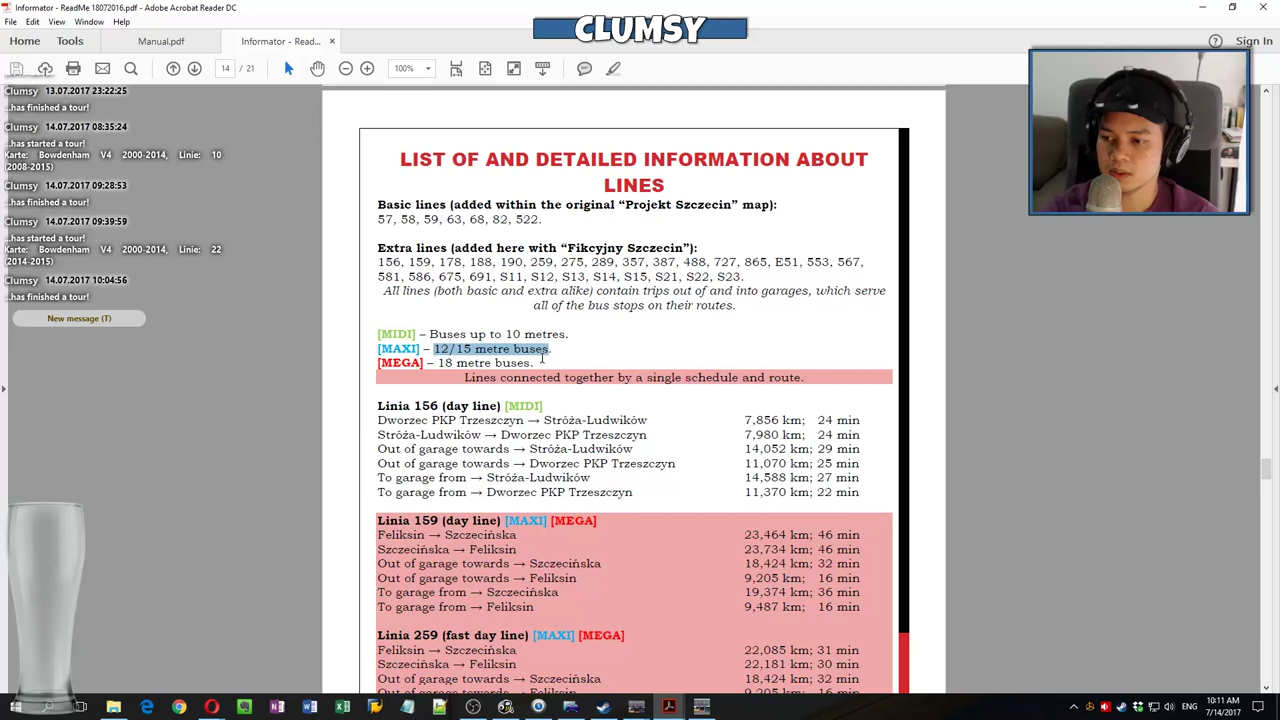 Informator - ReadMe 18072016.pdf - Adobe Acrobat Reader DC
File Edit View Window Help
CLUMSY
Home Tools Manual.pdf Informator - Read... × Sign In
14 / 21 100%
Clumsy 13.07.2017 23:22:25
..has finished a tour!
Clumsy 14.07.2017 08:35:24
..has started a tour!
Karte: Bowdenham V4 2000-2014, Linie: 10
(2008-2015)
Clumsy 14.07.2017 09:28:53
..has finished a tour!
Clumsy 14.07.2017 09:39:59
..has started a tour!
Karte: Bowdenham V4 2000-2014, Linie: 22
(2014-2015)
Clumsy 14.07.2017 10:04:56
..has finished a tour!
New message (T)
LIST OF AND DETAILED INFORMATION ABOUT
LINES
Basic lines (added within the original “Projekt Szczecin” map):
57, 58, 59, 63, 68, 82, 522.
Extra lines (added here with “Fikcyjny Szczecin”):
156, 159, 178, 188, 190, 259, 275, 289, 357, 387, 488, 727, 865, E51, 553, 567,
581, 586, 675, 691, S11, S12, S13, S14, S15, S21, S22, S23.
All lines (both basic and extra alike) contain trips out of and into garages, which serve
all of the bus stops on their routes.
[MIDI] – Buses up to 10 metres.
[MAXI] – 12/15 metre buses.
[MEGA] – 18 metre buses.
Lines connected together by a single schedule and route.
Linia 156 (day line) [MIDI]
Dworzec PKP Trzeszczyn → Stróża-Ludwików 7,856 km; 24 min
Stróża-Ludwików → Dworzec PKP Trzeszczyn 7,980 km; 24 min
Out of garage towards → Stróża-Ludwików 14,052 km; 29 min
Out of garage towards → Dworzec PKP Trzeszczyn 11,070 km; 25 min
To garage from → Stróża-Ludwików 14,588 km; 27 min
To garage from → Dworzec PKP Trzeszczyn 11,370 km; 22 min
Linia 159 (day line) [MAXI] [MEGA]
Feliksin → Szczecińska 23,464 km; 46 min
Szczecińska → Feliksin 23,734 km; 46 min
Out of garage towards → Szczecińska 18,424 km; 32 min
Out of garage towards → Feliksin 9,205 km; 16 min
To garage from → Szczecińska 19,374 km; 36 min
To garage from → Feliksin 9,487 km; 16 min
Linia 259 (fast day line) [MAXI] [MEGA]
Feliksin → Szczecińska 22,085 km; 31 min
Szczecińska → Feliksin 22,181 km; 30 min
Out of garage towards → Szczecińska 18,424 km; 32 min
Out of garage towards → Feliksin 9,205 km; 16 min
10:11 AM
7/14/2017